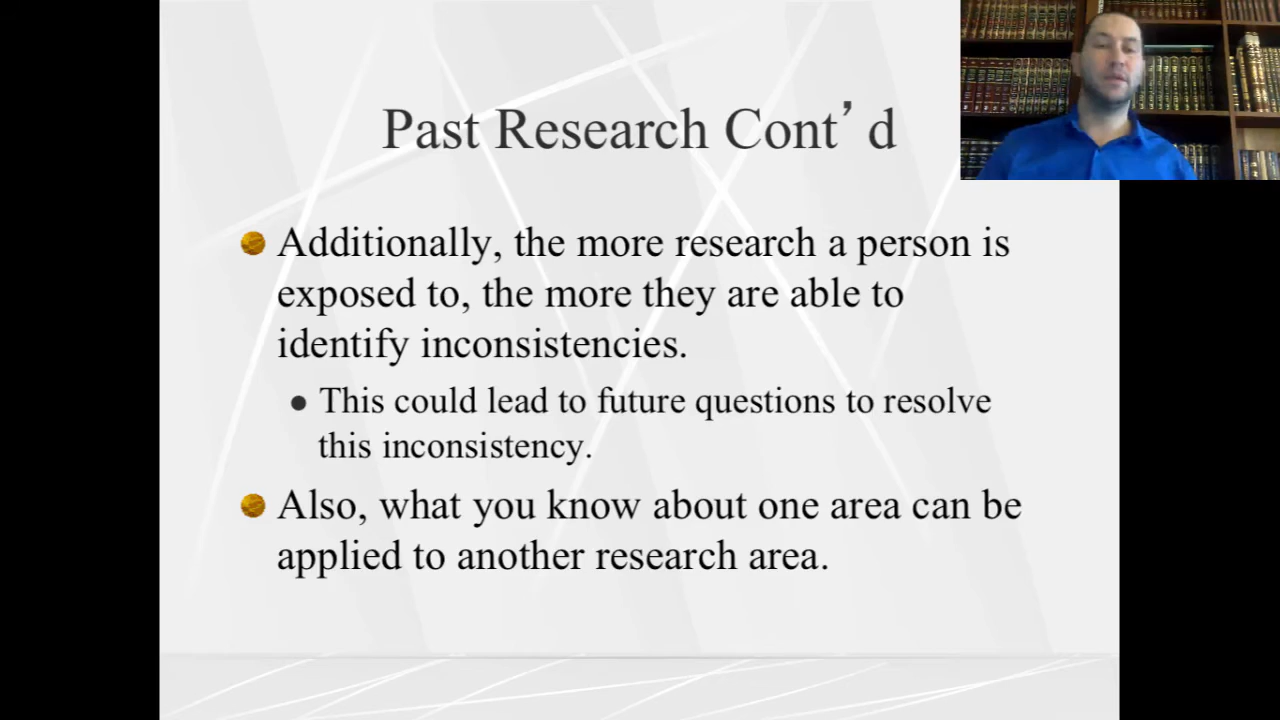 Past Research Cont’d
Additionally, the more research a person is
exposed to, the more they are able to
identify inconsistencies.
This could lead to future questions to resolve
this inconsistency.
Also, what you know about one area can be
applied to another research area.